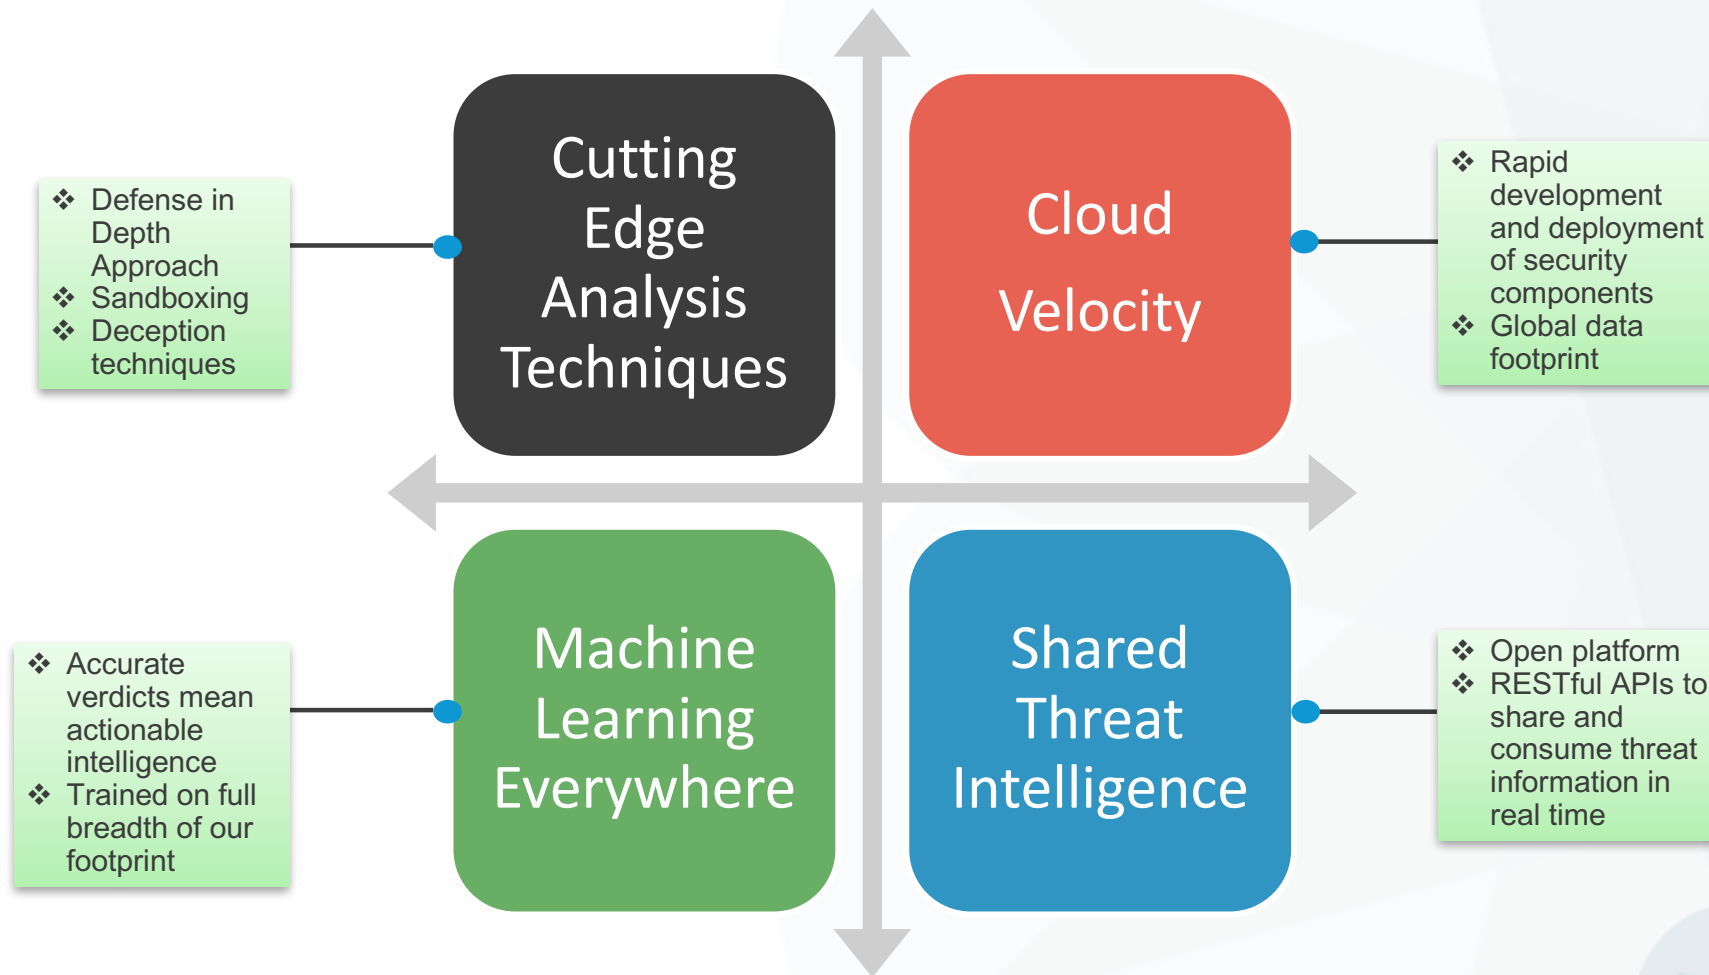 Cutting
Edge
Analysis
Techniques
❖ Defense in
Depth
Approach
❖ Sandboxing
❖ Deception
techniques
Cloud
Velocity
❖ Rapid
development
and deployment
of security
components
❖ Global data
footprint
Machine
Learning
Everywhere
❖ Accurate
verdicts mean
actionable
intelligence
❖ Trained on full
breadth of our
footprint
Shared
Threat
Intelligence
❖ Open platform
❖ RESTful APIs to
share and
consume threat
information in
real time